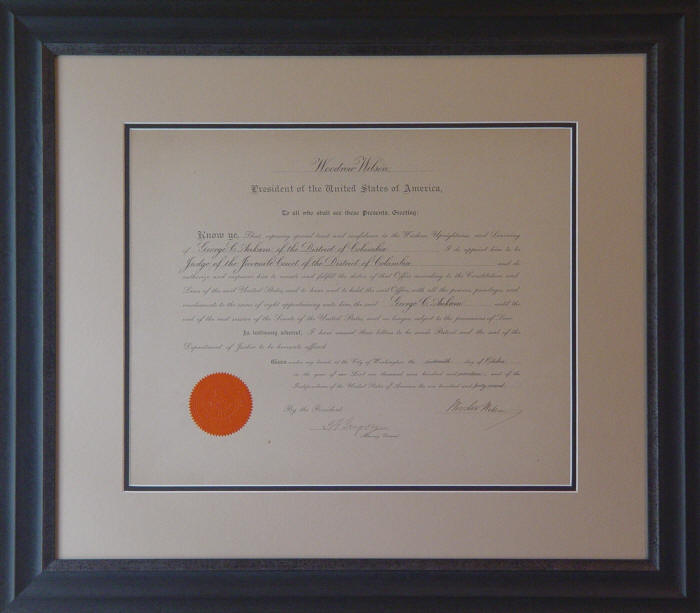 Woodrow Wilson
President of the United States of America,
To all who shall see these Presents, Greeting:
Know ye, That, reposing special trust and confidence in the Wisdom, Uprightness, and Learning
of George C. of the District of Columbia I do appoint him to be
Judge of the Juvenile Court of the District of Columbia and do
authorize and empower him to execute and fulfill the duties of that Office according to the Constitution and
Laws of the said United States, and to have and to hold the said Office, with all the powers, privileges, and
emoluments to the same of right appertaining unto him, the said George C. until the
end of the next session of the Senate of the United States, and no longer, subject to the provisions of Law.
In testimony whereof, I have caused these letters to be made Patent and the seal of the
Department of Justice to be hereunto affixed.
Given under my hand, at the City of Washington, the sixteenth day of October
in the year of our Lord one thousand nine hundred and seventeen and of the
Independence of the United States of America the one hundred and forty-second.
By the President: Woodrow Wilson
T. W. Gregory
Attorney General